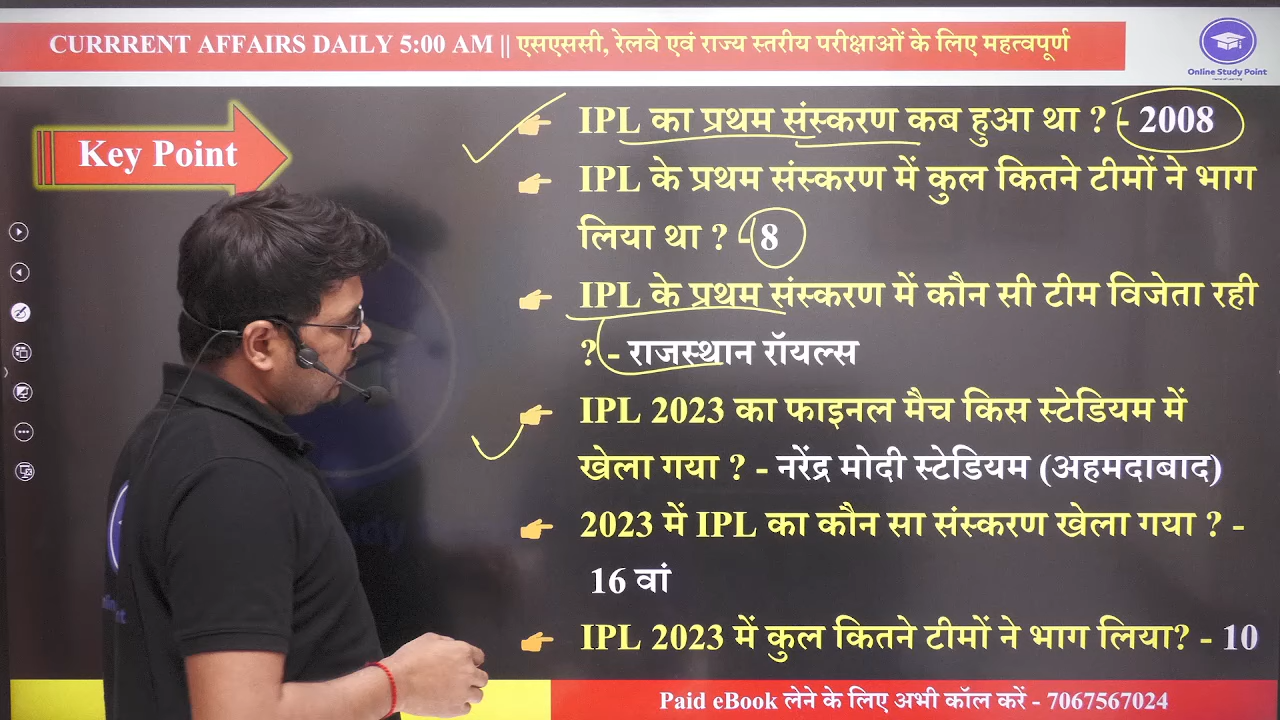 CURRRENT AFFAIRS DAILY 5:00 AM || एसएससी, रेलवे एवं राज्य स्तरीय परीक्षाओं के लिए महत्वपूर्ण
Online Study Point
Key Point
IPL का प्रथम संस्करण कब हुआ था ? - 2008
IPL के प्रथम संस्करण में कुल कितने टीमों ने भाग
लिया था ? - 8
IPL के प्रथम संस्करण में कौन सी टीम विजेता रही
? - राजस्थान रॉयल्स
IPL 2023 का फाइनल मैच किस स्टेडियम में
खेला गया ? - नरेंद्र मोदी स्टेडियम (अहमदाबाद)
2023 में IPL का कौन सा संस्करण खेला गया ? -
16 वां
IPL 2023 में कुल कितने टीमों ने भाग लिया? - 10
Paid eBook लेने के लिए अभी कॉल करें - 7067567024